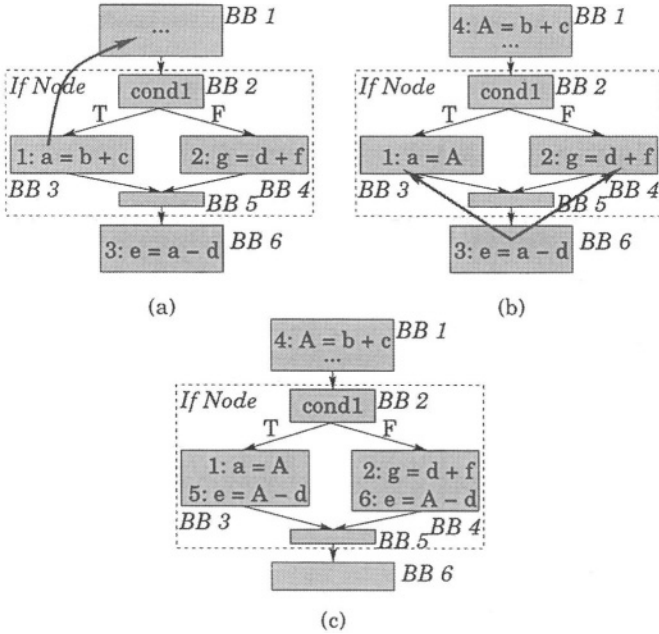 BB 1
...
If Node
cond1
BB 2
T
F
1: a = b + c
2: g = d + f
BB 3
BB 4
BB 5
3: e = a − d
BB 6
(a)
4: A = b + c
BB 1
...
If Node
cond1
BB 2
T
F
1: a = A
2: g = d + f
BB 3
BB 4
BB 5
3: e = a − d
BB 6
(b)
4: A = b + c
BB 1
...
If Node
cond1
BB 2
T
F
1: a = A
5: e = A − d
2: g = d + f
6: e = A − d
BB 3
BB 4
BB 5
BB 6
(c)